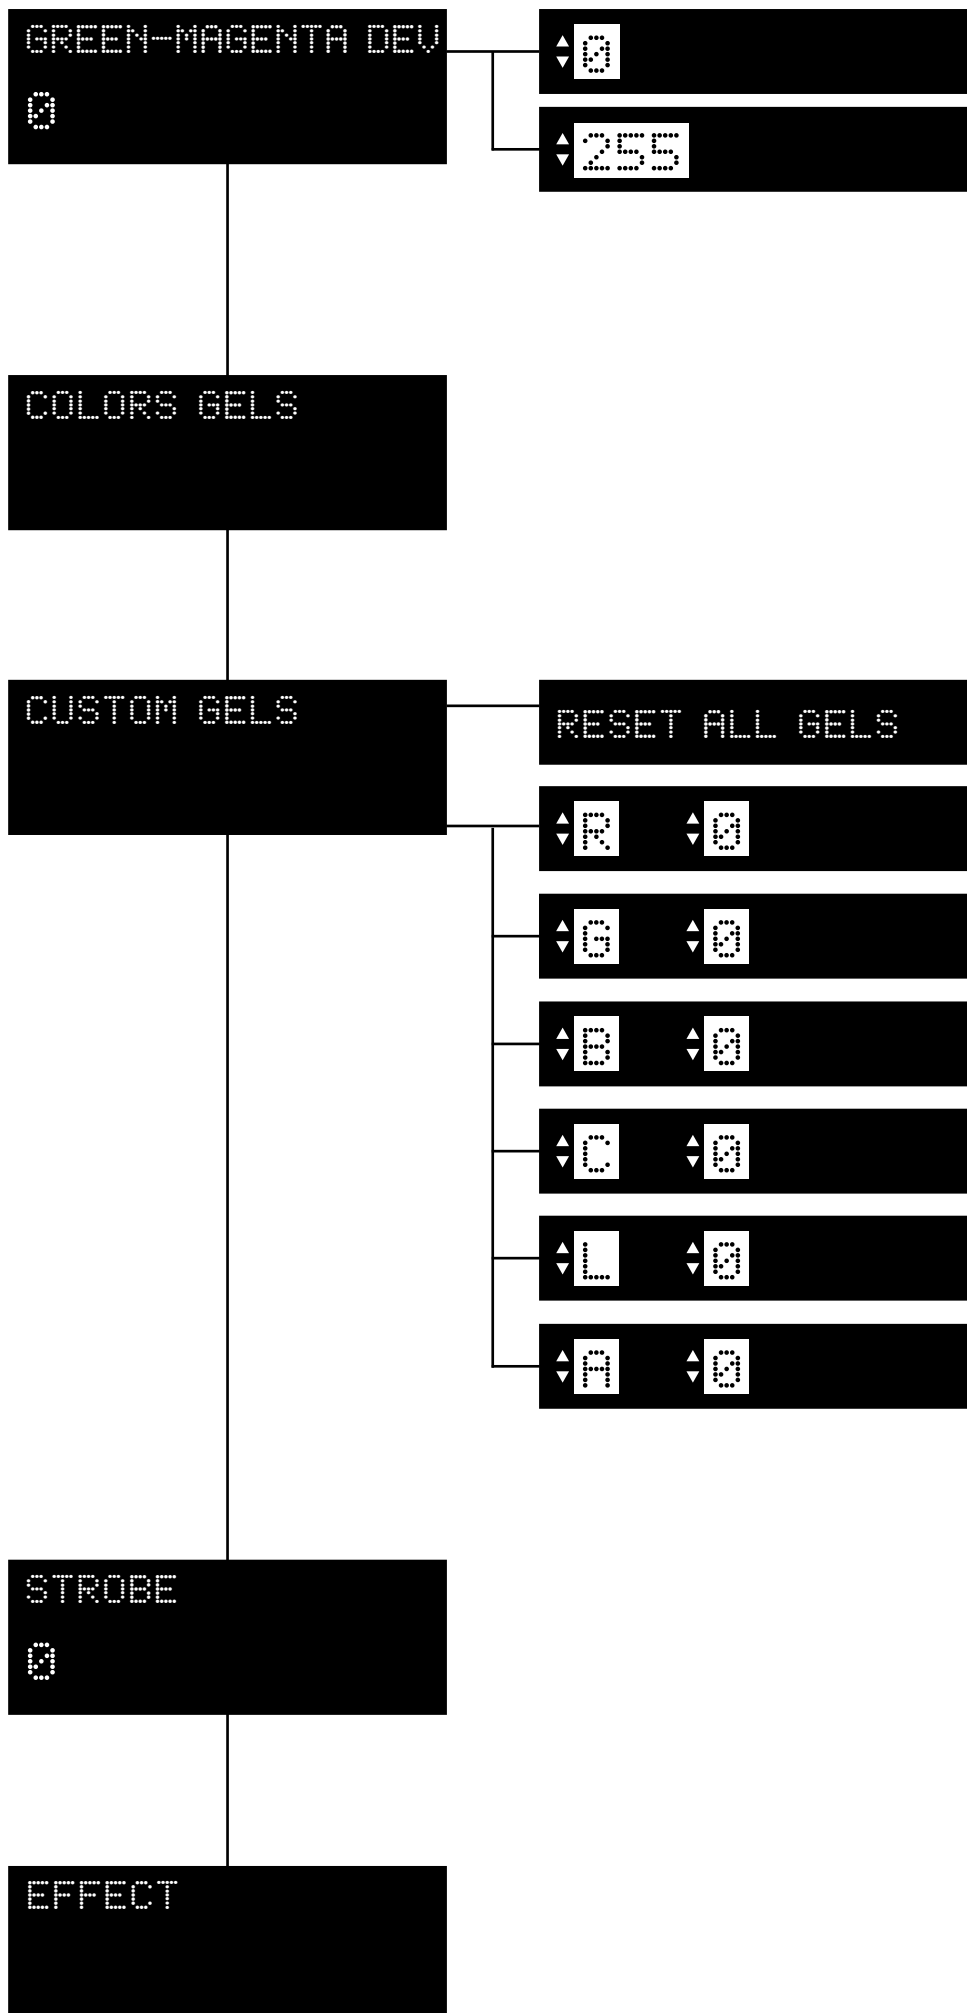 GREEN-MAGENTA DEV
0
0
255
COLORS GELS
CUSTOM GELS
RESET ALL GELS
R 0
G 0
B 0
C 0
L 0
A 0
STROBE
0
EFFECT